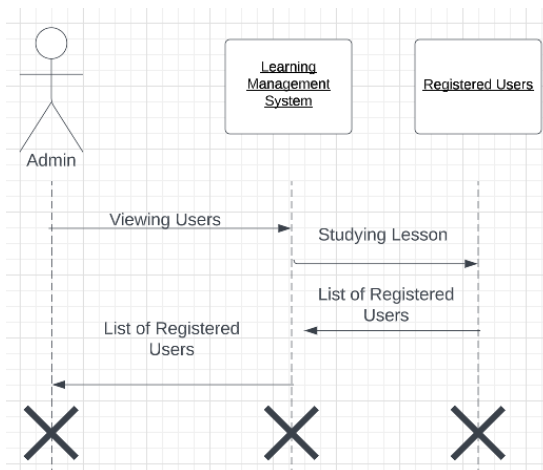 Learning
Management
System
Registered Users
Admin
Viewing Users
Studying Lesson
List of Registered
Users
List of Registered
Users